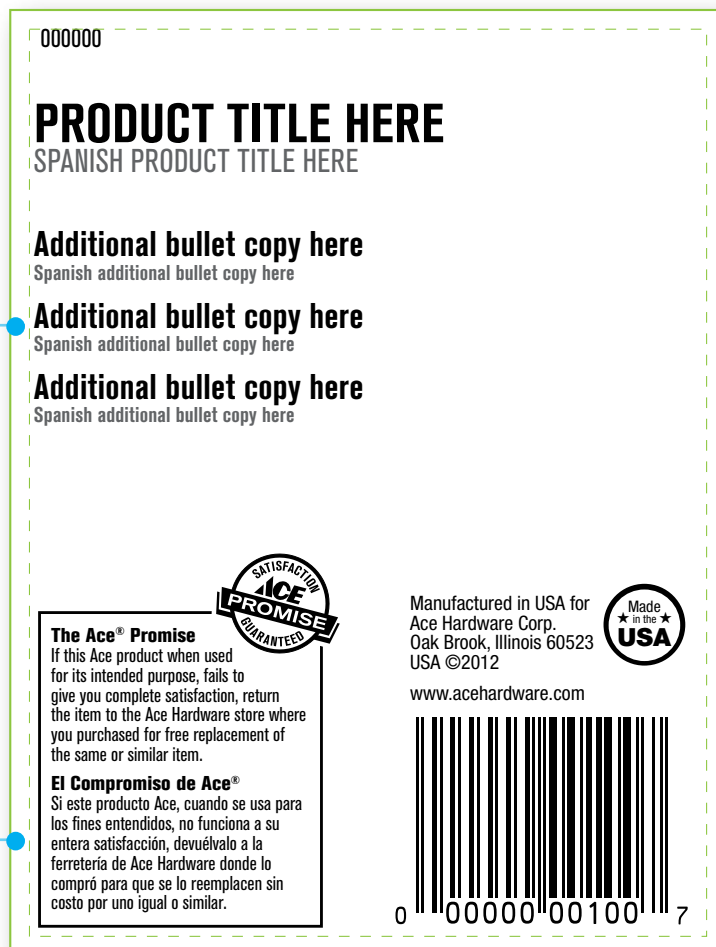 000000
PRODUCT TITLE HERE
SPANISH PRODUCT TITLE HERE
Additional bullet copy here
Spanish additional bullet copy here
Additional bullet copy here
Spanish additional bullet copy here
Additional bullet copy here
Spanish additional bullet copy here
SATISFACTION
ACE
PROMISE
GUARANTEED
The Ace® Promise
If this Ace product when used
for its intended purpose, fails to
give you complete satisfaction, return
the item to the Ace Hardware store where
you purchased for free replacement of
the same or similar item.
El Compromiso de Ace®
Si este producto Ace, cuando se usa para
los fines entendidos, no funciona a su
entera satisfacción, devuélvalo a la
ferretería de Ace Hardware donde lo
compró para que se lo reemplacen sin
costo por uno igual o similar.
Manufactured in USA for
Ace Hardware Corp.
Oak Brook, Illinois 60523
USA ©2012
www.acehardware.com
Made
in the
USA
0 00000 00100 7